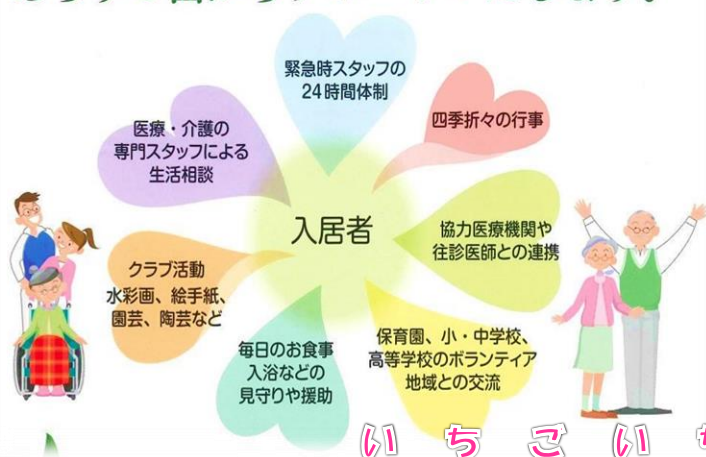 緊急時スタッフの
24時間体制
四季折々の行事
協力医療機関や
往診医師との連携
保育園、小・中学校、
高等学校のボランティア
地域との交流
毎日のお食事
入浴などの
見守りや援助
クラブ活動
水彩画、絵手紙、
園芸、陶芸など
医療・介護の
専門スタッフによる
生活相談
入居者
いちごい